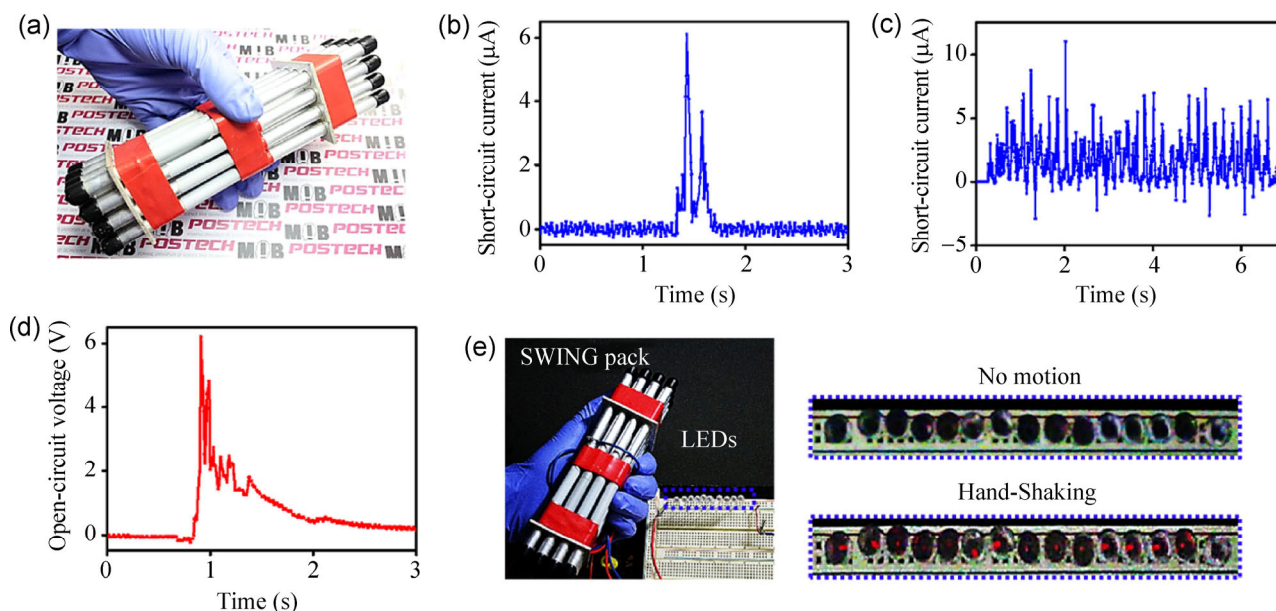 (a)
MIB POSTECH
(b)
Short-circuit current (μA)
6
4
2
0
0 1 2 3
Time (s)
(c)
Short-circuit current (μA)
10
5
0
−5
0 2 4 6
Time (s)
(d)
Open-circuit voltage (V)
6
4
2
0
0 1 2 3
Time (s)
(e)
SWING pack
LEDs
No motion
Hand-Shaking